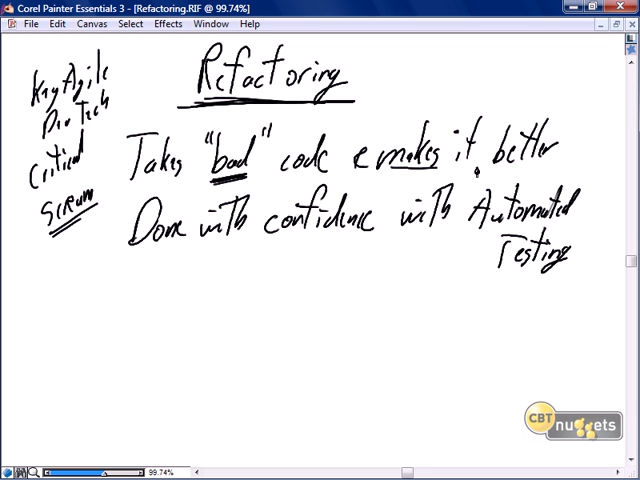 Corel Painter Essentials 3 - [Refactoring.RIF @ 99.74%]
File Edit Canvas Select Effects Window Help
Refactoring
Key Agile
Dev Tech
Critical
Scrum
Takes "bad" code & makes it better
Done with confidence with Automated
Testing
CBT nuggets
99.74%